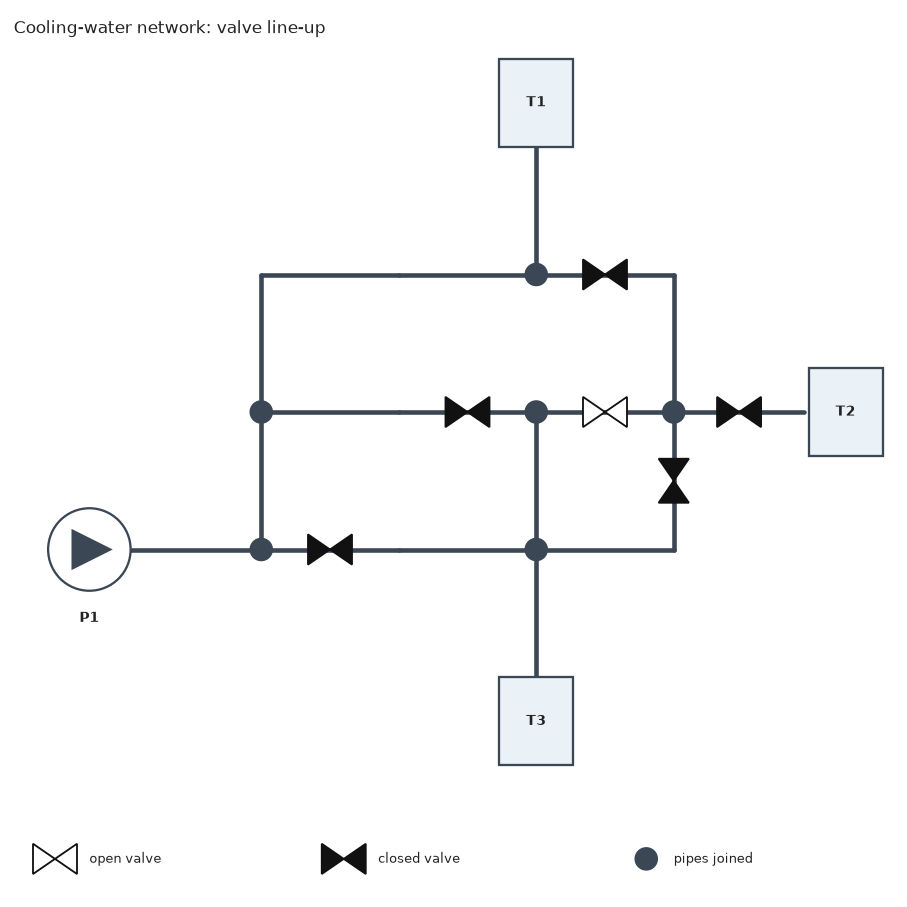 Cooling-water network: valve line-up
T1
T2
P1
T3
open valve
closed valve
pipes joined